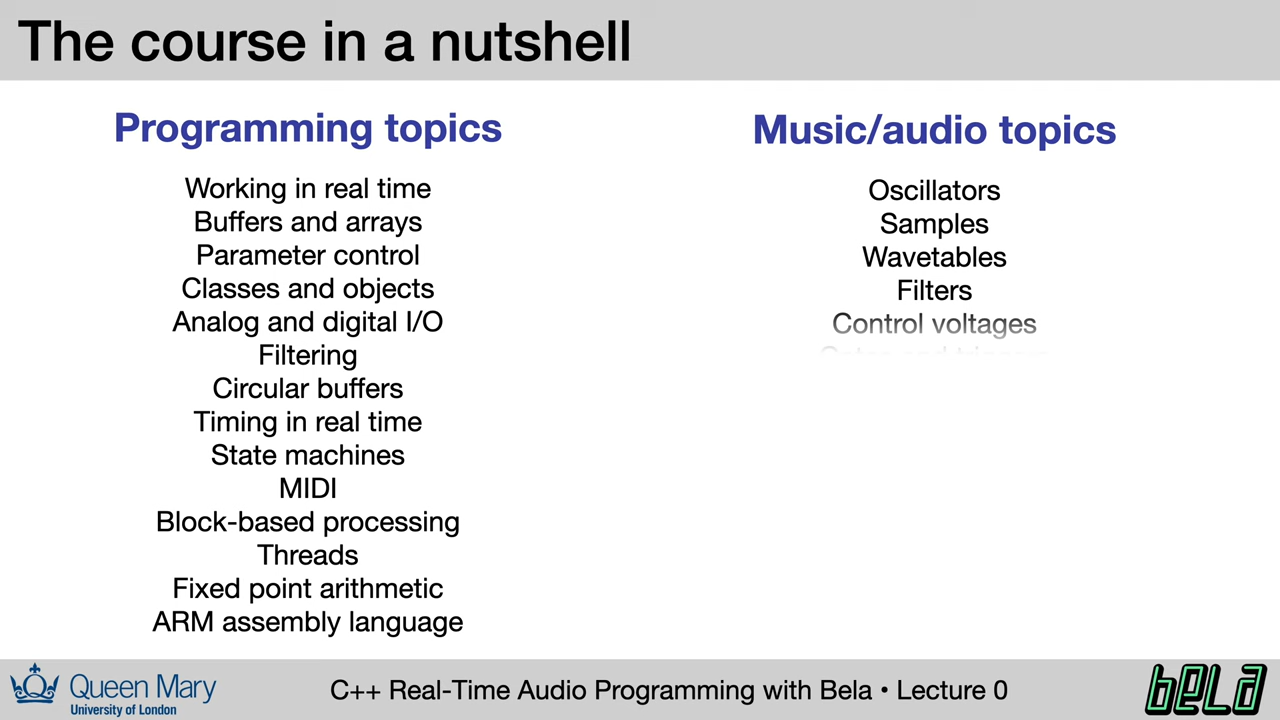 The course in a nutshell
Programming topics
Working in real time
Buffers and arrays
Parameter control
Classes and objects
Analog and digital I/O
Filtering
Circular buffers
Timing in real time
State machines
MIDI
Block-based processing
Threads
Fixed point arithmetic
ARM assembly language
Music/audio topics
Oscillators
Samples
Wavetables
Filters
Control voltages
Queen Mary
University of London
C++ Real-Time Audio Programming with Bela • Lecture 0
BELA